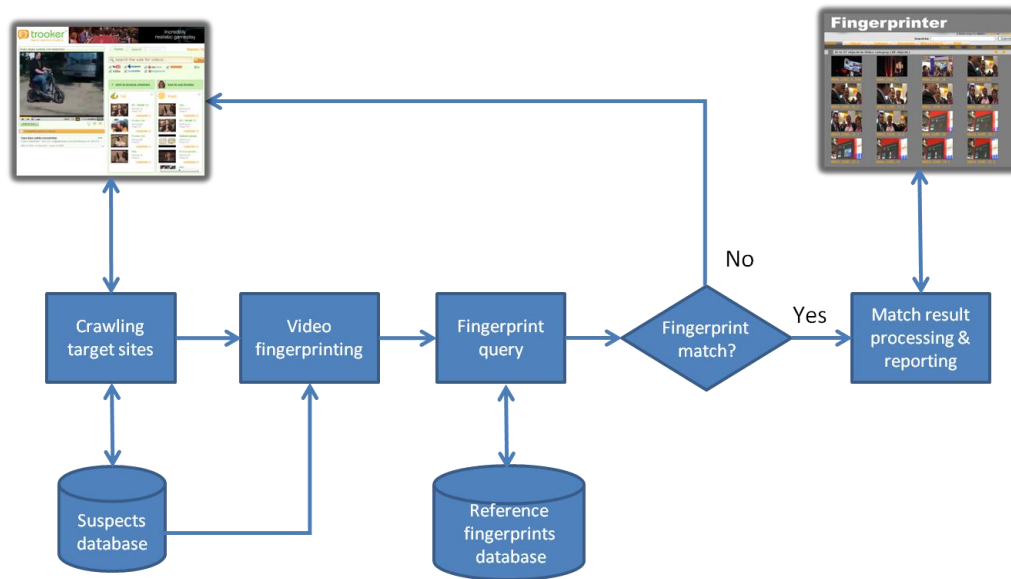 trooker
Incredibly
realistic gameplay
Fingerprinter
No
Crawling
target sites
Video
fingerprinting
Fingerprint
query
Fingerprint
match?
Yes
Match result
processing &
reporting
Suspects
database
Reference
fingerprints
database